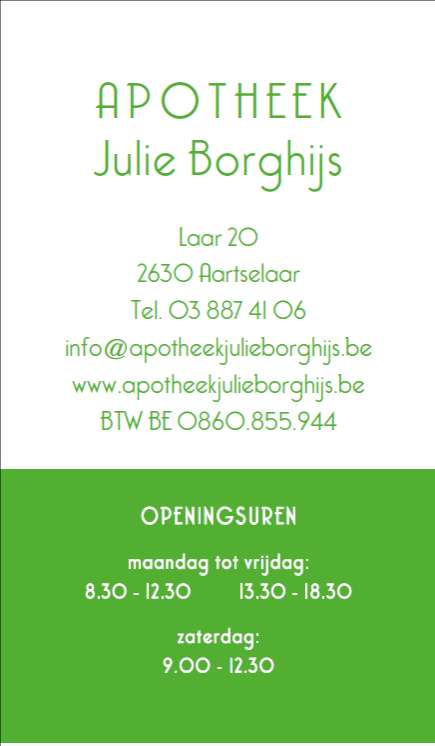 APOTHEEK
Julie Borghijs
Laar 20
2630 Aartselaar
Tel. 03 887 41 06
info@apotheekjulieborghijs.be
www.apotheekjulieborghijs.be
BTW BE 0860.855.944
OPENINGSUREN
maandag tot vrijdag:
8.30 - 12.30 13.30 - 18.30
zaterdag:
9.00 - 12.30